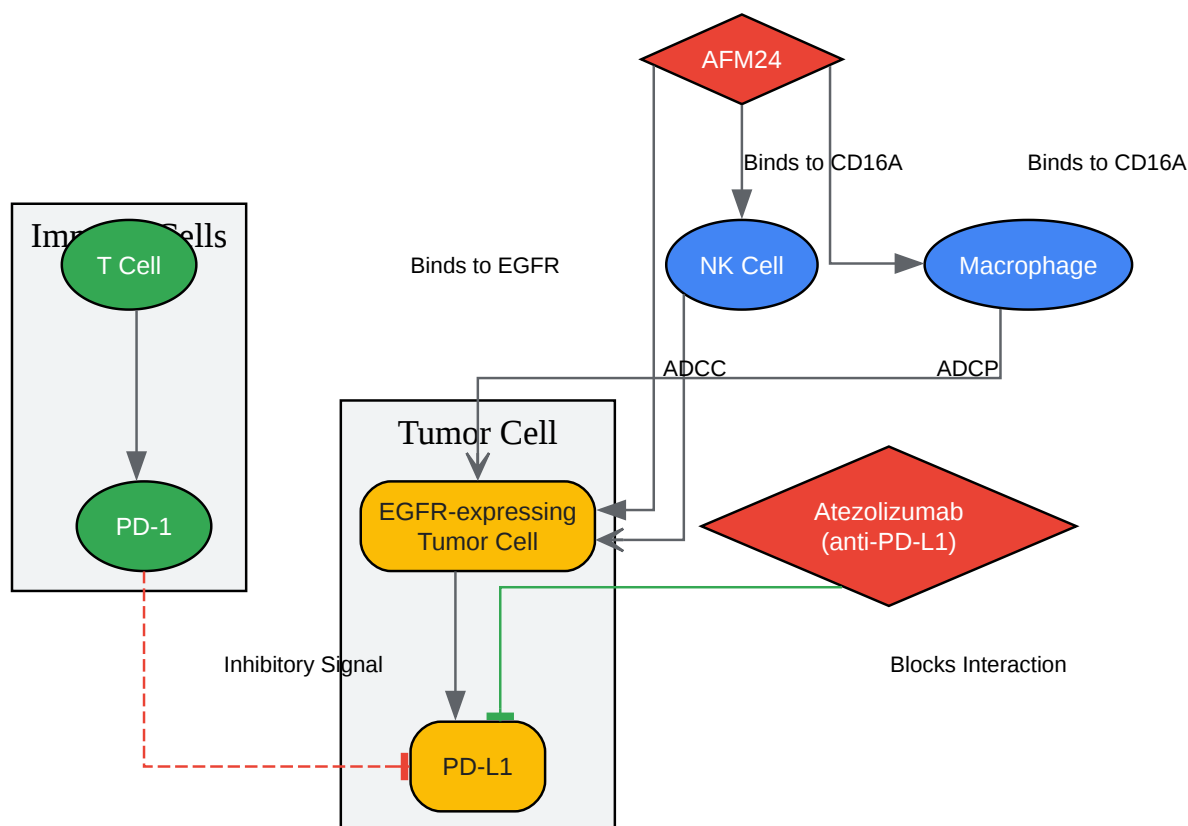 AFM24
Binds to CD16A
Binds to CD16A
Cells
T Cell
Binds to EGFR
NK Cell
Macrophage
ADCC
ADCP
Tumor Cell
EGFR-expressing
Tumor Cell
Atezolizumab
(anti-PD-L1)
PD-1
Inhibitory Signal
Blocks Interaction
PD-L1